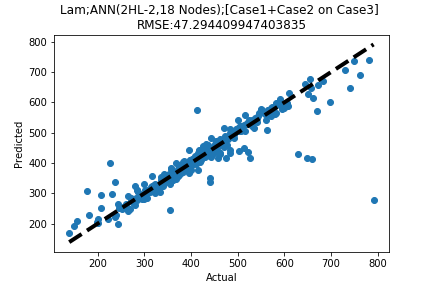 Lam;ANN(2HL-2,18 Nodes);[Case1+Case2 on Case3]
RMSE:47.294409947403835
800
700
600
500
400
300
200
Predicted
200 300 400 500 600 700 800
Actual